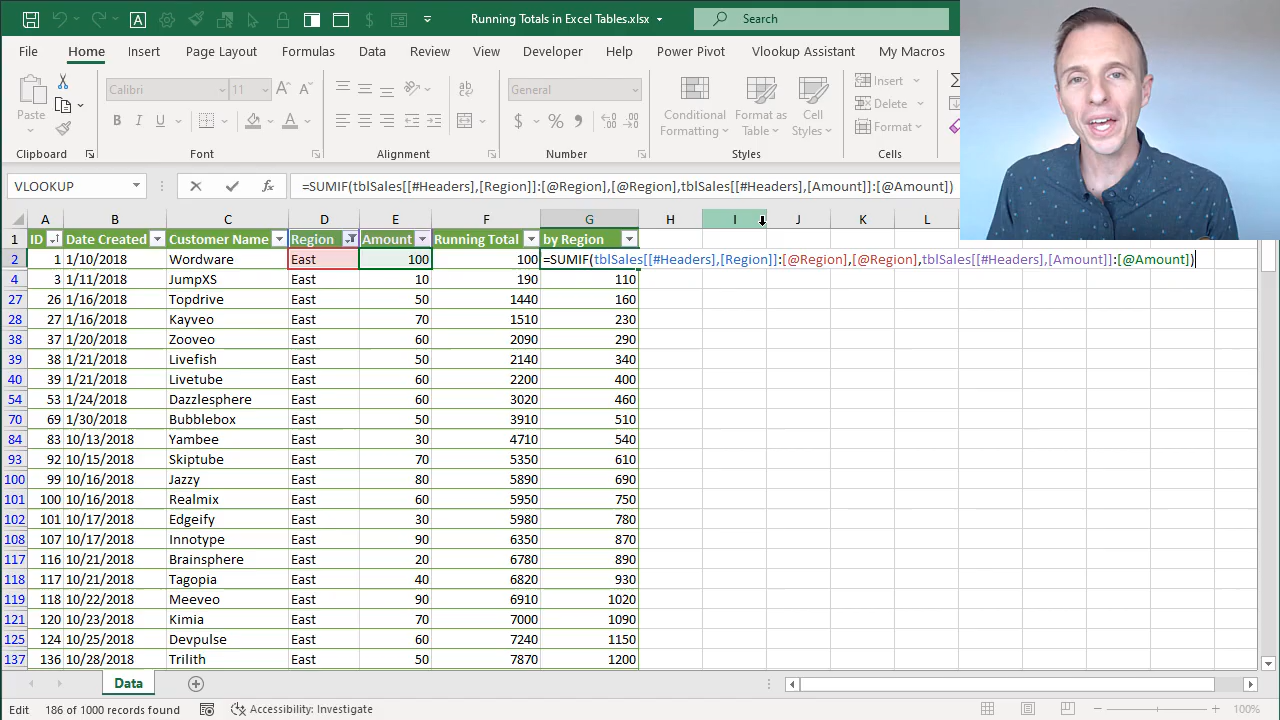 Running Totals in Excel Tables.xlsx
Search
File Home Insert Draw Page Layout Formulas Data Review View Developer Help Power Pivot Vlookup Assistant My Macros
Paste
Calibri 11
B I U
General
$ % 9
Conditional Formatting
Format as Table
Cell Styles
Insert
Delete
Format
Clipboard Font Alignment Number Styles Cells
VLOOKUP =SUMIF(tblSales[[#Headers],[Region]]:[@Region],[@Region],tblSales[[#Headers],[Amount]]:[@Amount])
A B C D E F G H I J K L
1 ID Date Created Customer Name Region Amount Running Total by Region
2 1 1/10/2018 Wordware East 100 100 =SUMIF(tblSales[[#Headers],[Region]]:[@Region],[@Region],tblSales[[#Headers],[Amount]]:[@Amount])
4 3 1/11/2018 JumpXS East 10 190 110
27 26 1/16/2018 Topdrive East 50 1440 160
28 27 1/16/2018 Kayveo East 70 1510 230
38 37 1/20/2018 Zooveo East 60 2090 290
39 38 1/21/2018 Livefish East 50 2140 340
40 39 1/21/2018 Livetube East 60 2200 400
54 53 1/24/2018 Dazzlesphere East 60 3020 460
70 69 1/30/2018 Bubblebox East 50 3910 510
84 83 10/13/2018 Yambee East 30 4710 540
93 92 10/15/2018 Skiptube East 70 5350 610
100 99 10/16/2018 Jazzy East 80 5890 690
101 100 10/16/2018 Realmix East 60 5950 750
102 101 10/17/2018 Edgeify East 30 5980 780
108 107 10/17/2018 Innotype East 90 6350 870
117 116 10/21/2018 Brainsphere East 20 6780 890
118 117 10/21/2018 Tagopia East 40 6820 930
119 118 10/22/2018 Meeveo East 90 6910 1020
121 120 10/23/2018 Kimia East 70 7000 1090
125 124 10/25/2018 Devpulse East 60 7240 1150
137 136 10/28/2018 Trilith East 50 7870 1200
Data
Edit 186 of 1000 records found Accessibility: Investigate 100%